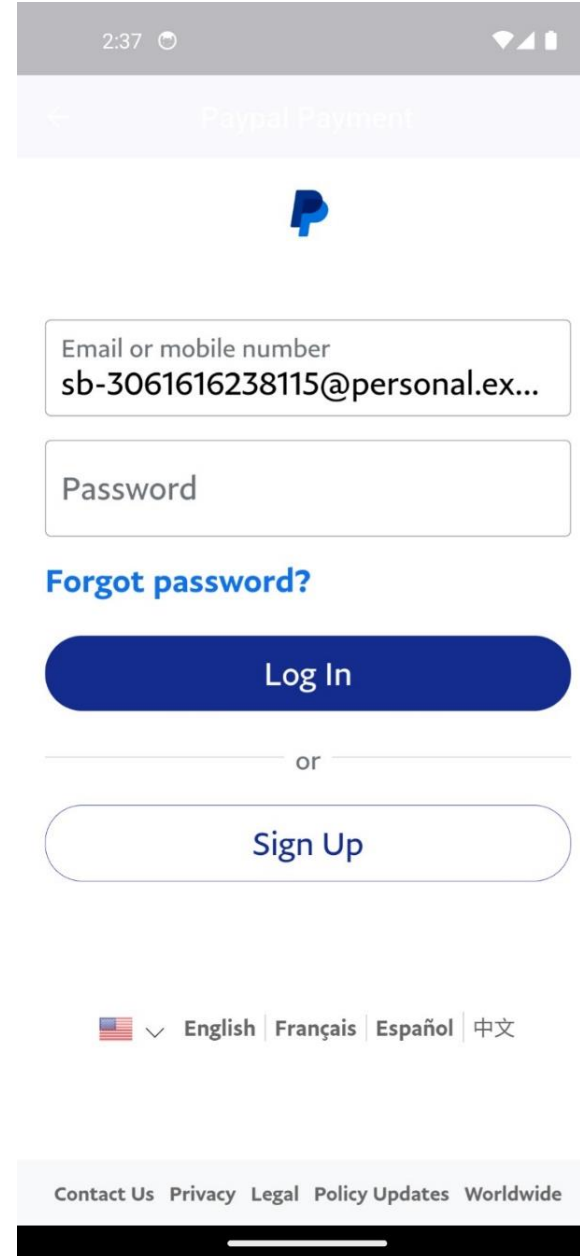 2:37
Paypal Payment
Email or mobile number
sb-3061616238115@personal.ex...
Password
Forgot password?
Log In
or
Sign Up
English Français Español 中文
Contact Us Privacy Legal Policy Updates Worldwide